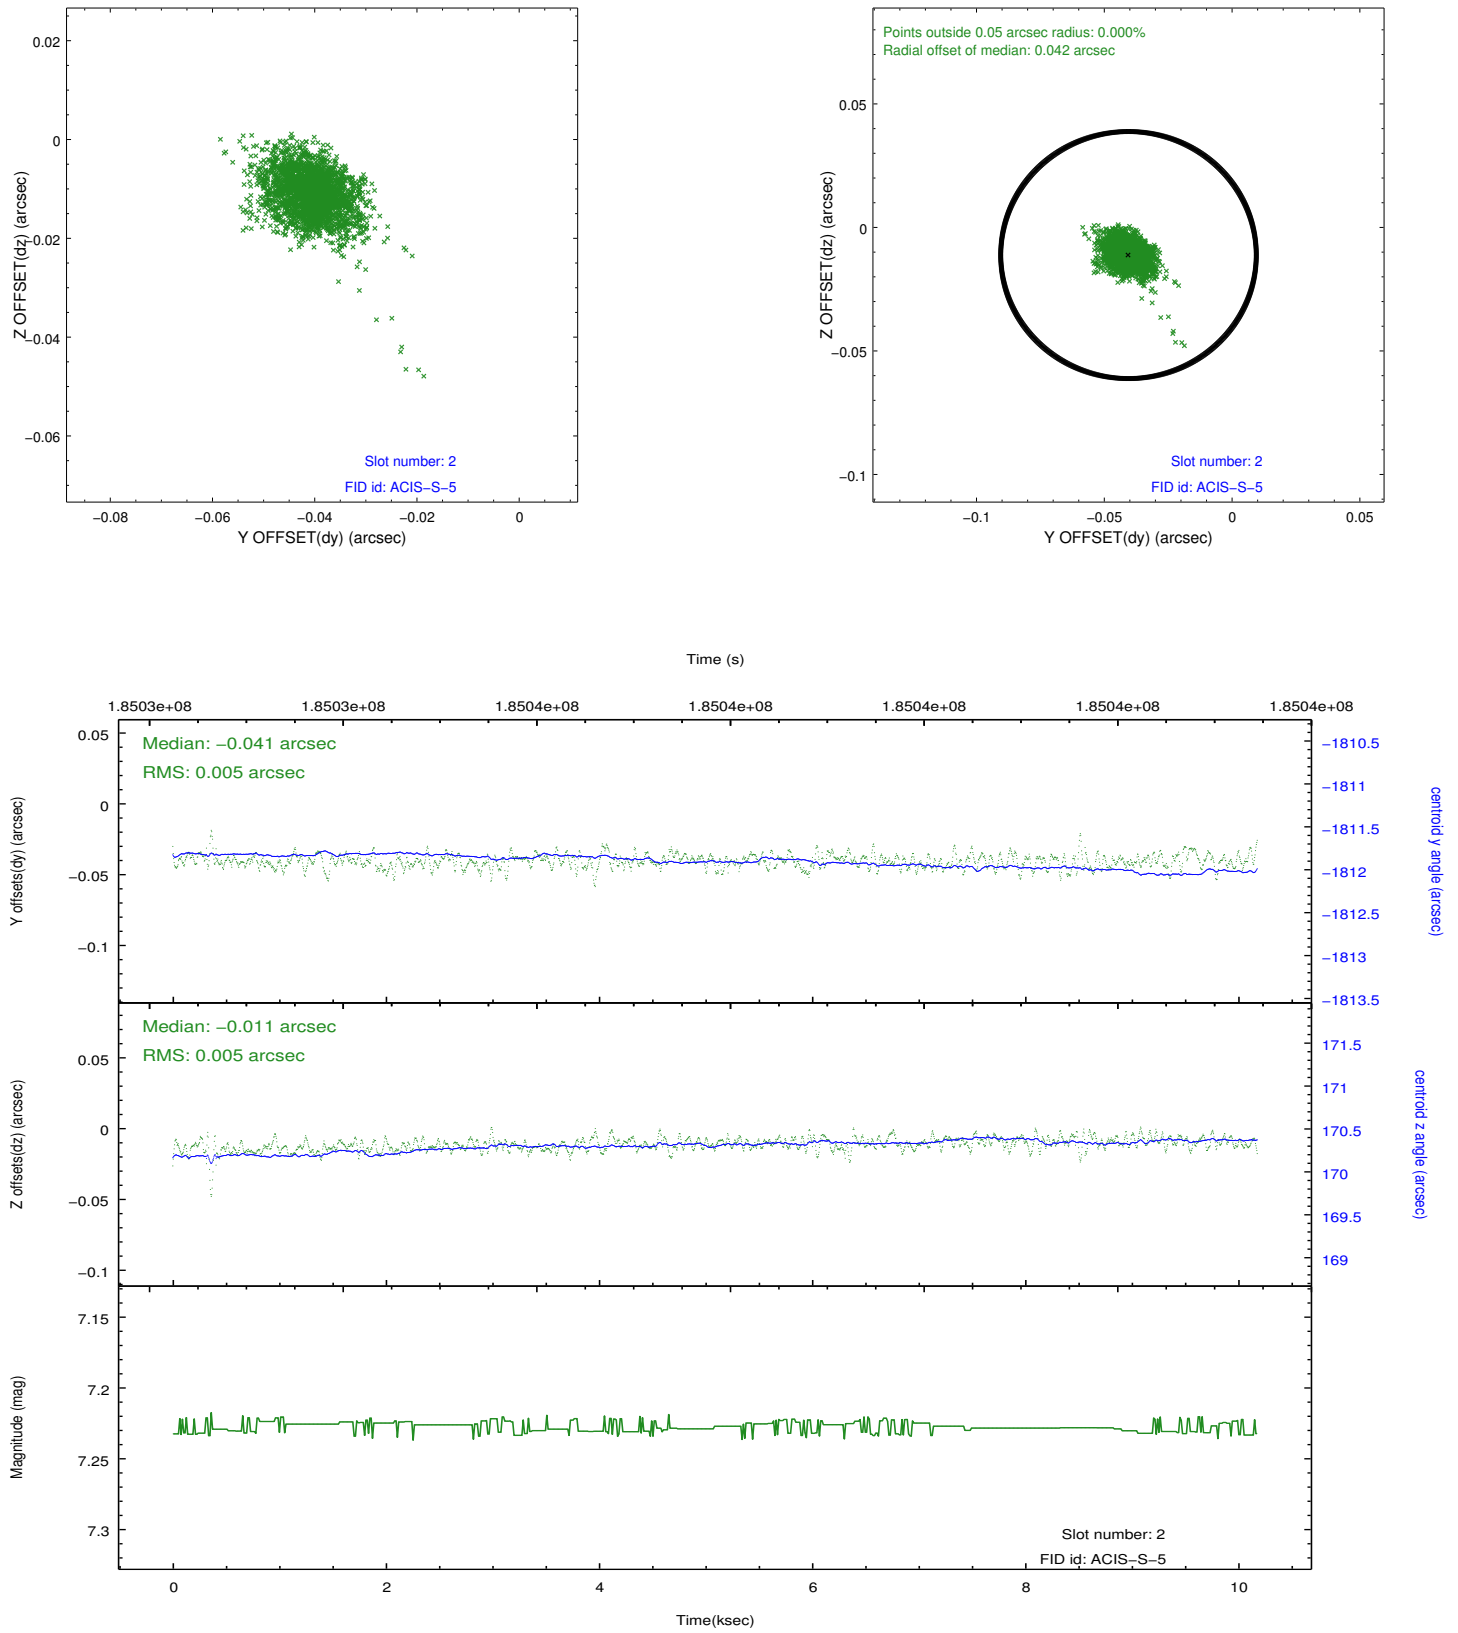 0.02
0
−0.02
−0.04
−0.06
Z OFFSET(dz) (arcsec)
Slot number: 2
FID id: ACIS−S−5
−0.08
−0.06
−0.04
−0.02
0
Y OFFSET(dy) (arcsec)
Points outside 0.05 arcsec radius: 0.000%
Radial offset of median: 0.042 arcsec
0.05
0
−0.05
−0.1
Z OFFSET(dz) (arcsec)
Slot number: 2
FID id: ACIS−S−5
−0.1
−0.05
0
0.05
Y OFFSET(dy) (arcsec)
Time (s)
1.8503e+08
1.8503e+08
1.8504e+08
1.8504e+08
1.8504e+08
1.8504e+08
1.8504e+08
Median: −0.041 arcsec
RMS: 0.005 arcsec
0.05
0
−0.05
−0.1
Y offsets(dy) (arcsec)
−1810.5
−1811
−1811.5
−1812
−1812.5
−1813
−1813.5
centroid y angle (arcsec)
Median: −0.011 arcsec
RMS: 0.005 arcsec
0.05
0
−0.05
−0.1
Z offsets(dz) (arcsec)
171.5
171
170.5
170
169.5
169
centroid z angle (arcsec)
7.15
7.2
7.25
7.3
Magnitude (mag)
Slot number: 2
FID id: ACIS−S−5
0
2
4
6
8
10
Time(ksec)